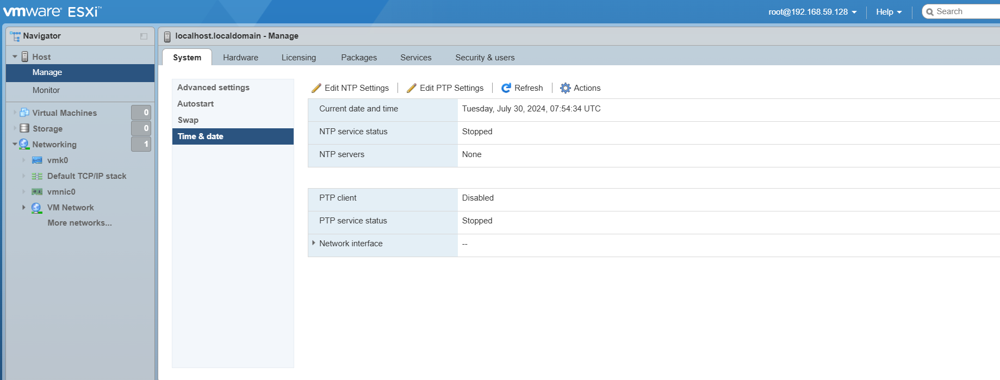 vmware® ESXi™
root@192.168.59.128
Help
Search
Navigator
Host
Manage
Monitor
Virtual Machines 0
Storage 0
Networking 1
vmk0
Default TCP/IP stack
vmnic0
VM Network
More networks...
localhost.localdomain - Manage
System Hardware Licensing Packages Services Security & users
Advanced settings
Autostart
Swap
Time & date
Edit NTP Settings Edit PTP Settings Refresh Actions
Current date and time Tuesday, July 30, 2024, 07:54:34 UTC
NTP service status Stopped
NTP servers None
PTP client Disabled
PTP service status Stopped
Network interface --